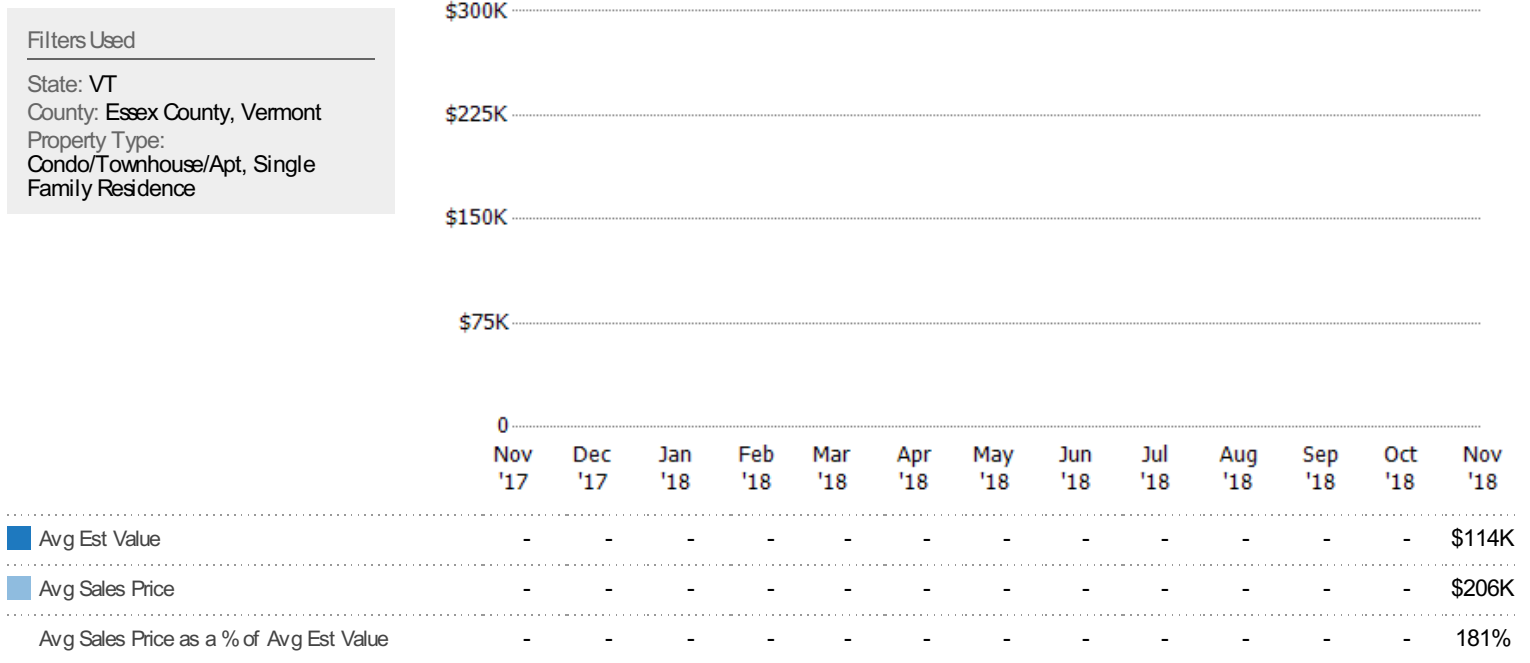 Filters Used
State: VT
County: Essex County, Vermont
Property Type:
Condo/Townhouse/Apt, Single
Family Residence
$300K
$225K
$150K
$75K
0
Nov Dec Jan Feb Mar Apr May Jun Jul Aug Sep Oct Nov
'17 '17 '18 '18 '18 '18 '18 '18 '18 '18 '18 '18 '18
Avg Est Value - - - - - - - - - - - - $114K
Avg Sales Price - - - - - - - - - - - - $206K
Avg Sales Price as a % of Avg Est Value - - - - - - - - - - - - 181%